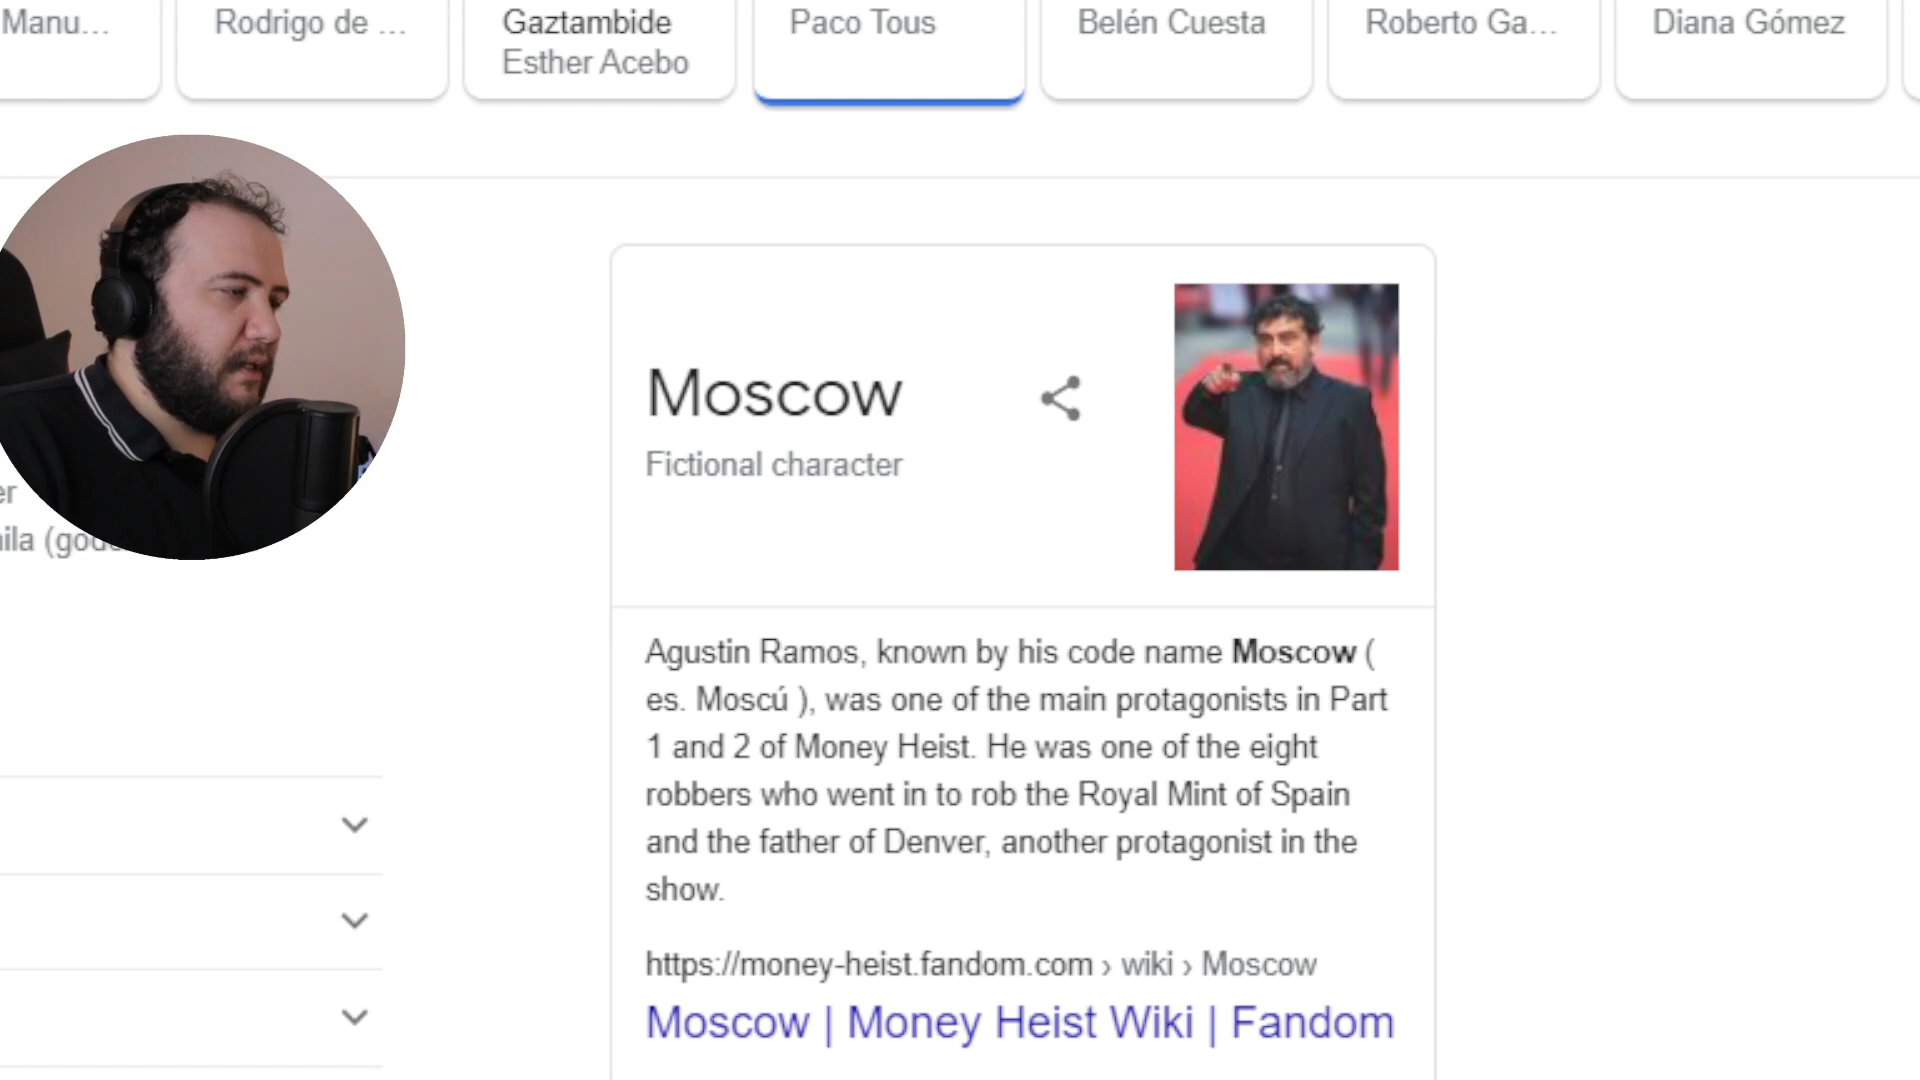 Manu...
Rodrigo de ...
Gaztambide
Esther Acebo
Paco Tous
Belén Cuesta
Roberto Ga...
Diana Gómez
Moscow
Fictional character
Agustin Ramos, known by his code name Moscow (
es. Moscú ), was one of the main protagonists in Part
1 and 2 of Money Heist. He was one of the eight
robbers who went in to rob the Royal Mint of Spain
and the father of Denver, another protagonist in the
show.
https://money-heist.fandom.com › wiki › Moscow
Moscow | Money Heist Wiki | Fandom